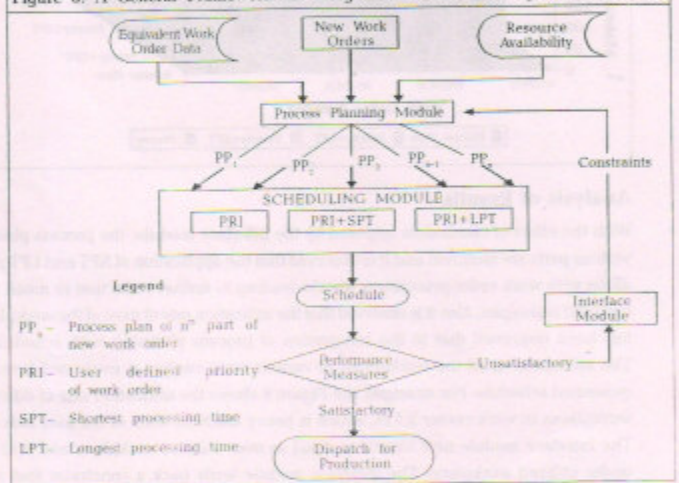 Equivalent Work
Order Data
New Work
Orders
Resource
Availability
Process Planning Module
PP1
PP2
PP3
PPn-1
PPn
Constraints
SCHEDULING MODULE
PRI
PRI+SPT
PRI+LPT
Legend
PPn – Process plan of nth part of
new work order
PRI – User defined priority
of work order
SPT– Shortest processing time
LPT– Longest processing time
Schedule
Interface
Module
Performance
Measures
Unsatisfactory
Satisfactory
Dispatch for
Production